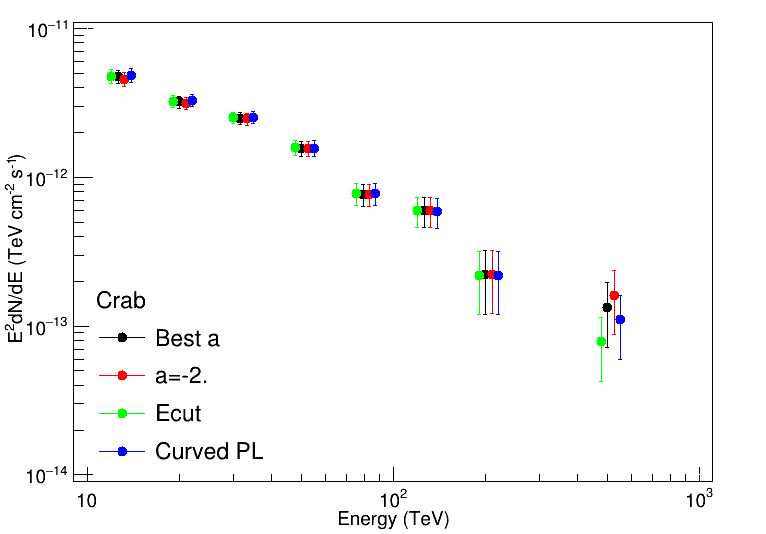 10⁻¹¹
10⁻¹²
10⁻¹³
10⁻¹⁴
E²dN/dE (TeV cm⁻² s⁻¹)
Crab
Best a
a=-2.
Ecut
Curved PL
10
10²
10³
Energy (TeV)